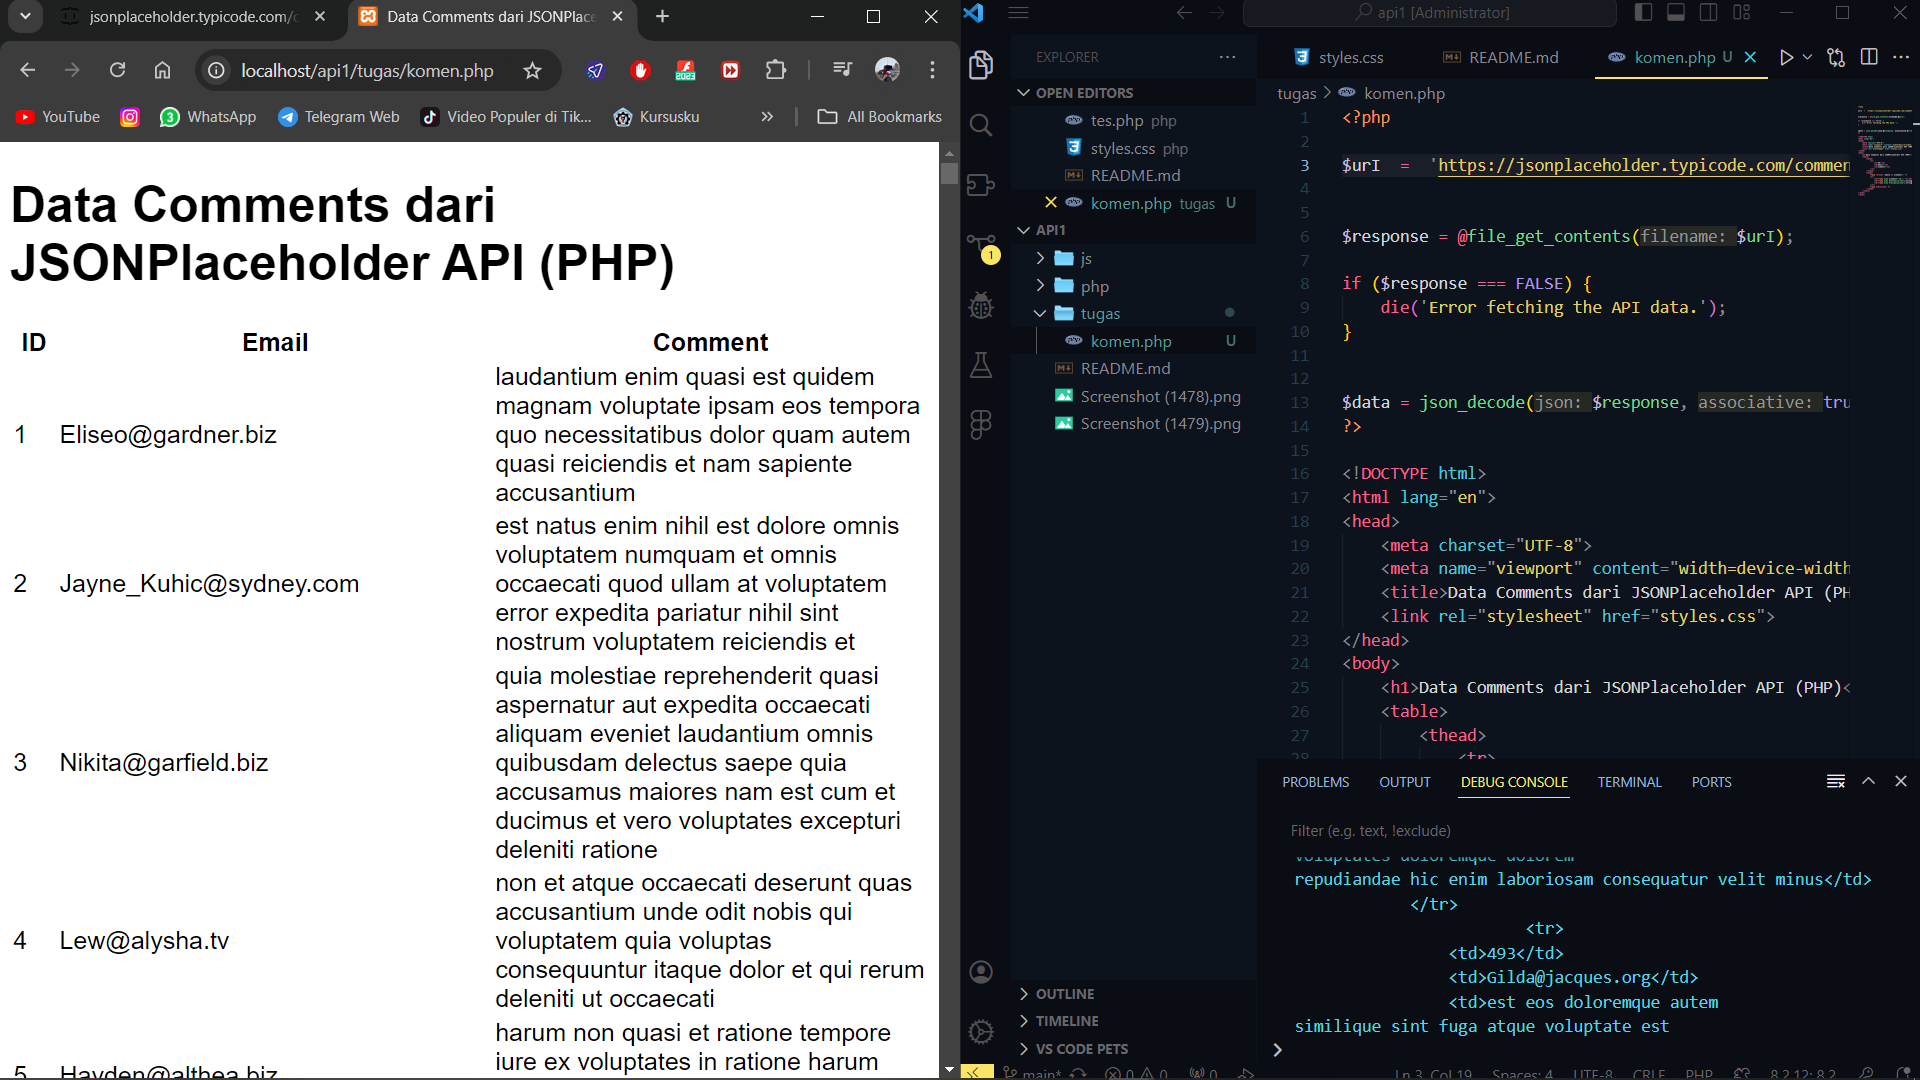 jsonplaceholder.typicode.com/c
Data Comments dari JSONPlace
localhost/api1/tugas/komen.php
YouTube
WhatsApp
Telegram Web
Video Populer di Tik...
Kursusku
All Bookmarks
Data Comments dari
JSONPlaceholder API (PHP)
ID Email Comment
laudantium enim quasi est quidem
magnam voluptate ipsam eos tempora
1 Eliseo@gardner.biz quo necessitatibus dolor quam autem
quasi reiciendis et nam sapiente
accusantium
est natus enim nihil est dolore omnis
voluptatem numquam et omnis
2 Jayne_Kuhic@sydney.com occaecati quod ullam at voluptatem
error expedita pariatur nihil sint
nostrum voluptatem reiciendis et
quia molestiae reprehenderit quasi
aspernatur aut expedita occaecati
aliquam eveniet laudantium omnis
3 Nikita@garfield.biz quibusdam delectus saepe quia
accusamus maiores nam est cum et
ducimus et vero voluptates excepturi
deleniti ratione
non et atque occaecati deserunt quas
accusantium unde odit nobis qui
4 Lew@alysha.tv voluptatem quia voluptas
consequuntur itaque dolor et qui rerum
deleniti ut occaecati
harum non quasi et ratione tempore
iure ex voluptates in ratione harum
5 Hayden@althea.biz
api1 [Administrator]
EXPLORER
OPEN EDITORS
tes.php php
styles.css php
README.md
komen.php tugas U
API1
js
php
tugas
komen.php U
README.md
Screenshot (1478).png
Screenshot (1479).png
OUTLINE
TIMELINE
VS CODE PETS
1
styles.css
README.md
komen.php U
tugas > komen.php
1 <?php
2
3 $urI = 'https://jsonplaceholder.typicode.com/commen
4
5
6 $response = @file_get_contents(filename: $urI);
7
8 if ($response === FALSE) {
9 die('Error fetching the API data.');
10 }
11
12
13 $data = json_decode(json: $response, associative: tru
14 ?>
15
16 <!DOCTYPE html>
17 <html lang="en">
18 <head>
19 <meta charset="UTF-8">
20 <meta name="viewport" content="width=device-width
21 <title>Data Comments dari JSONPlaceholder API (PH
22 <link rel="stylesheet" href="styles.css">
23 </head>
24 <body>
25 <h1>Data Comments dari JSONPlaceholder API (PHP)<
26 <table>
27 <thead>
28 <tr>
PROBLEMS OUTPUT DEBUG CONSOLE TERMINAL PORTS
Filter (e.g. text, !exclude)
voluptates doloremque dolorem
repudiandae hic enim laboriosam consequatur velit minus</td>
</tr>
<tr>
<td>493</td>
<td>Gilda@jacques.org</td>
<td>est eos doloremque autem
similique sint fuga atque voluptate est
main* 0 0 0
Ln 3, Col 19 Spaces: 4 UTF-8 CRLF PHP 8.2.12; 8.2